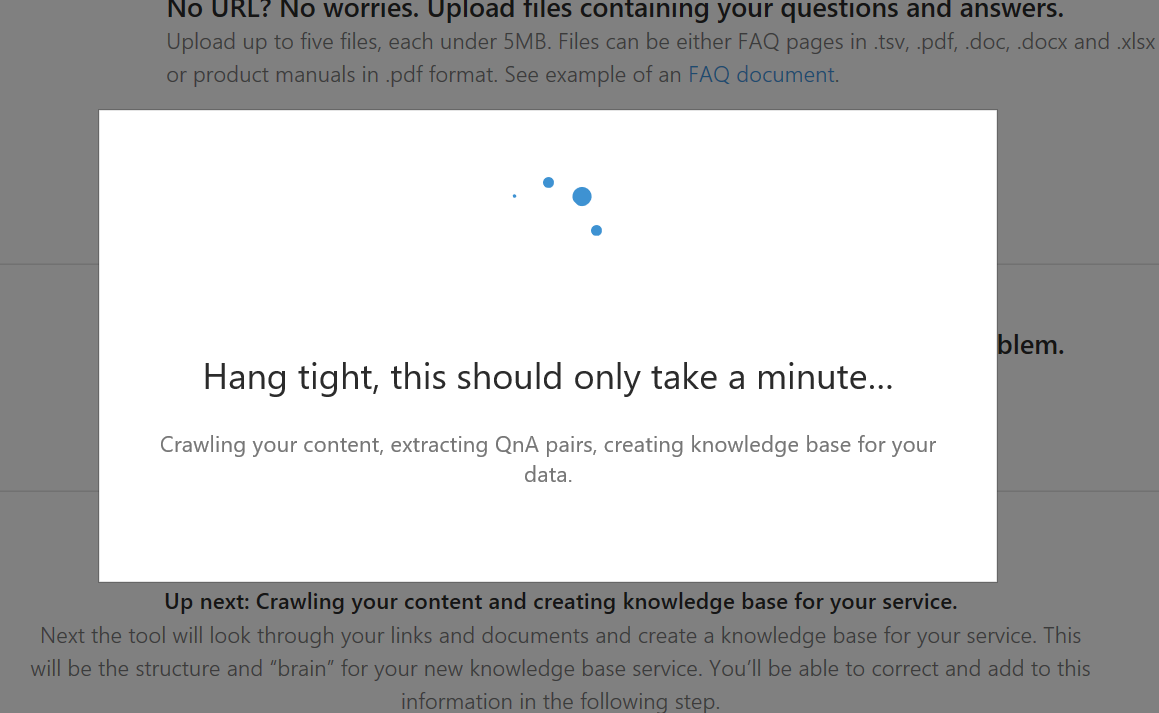 No URL? No worries. Upload files containing your questions and answers.
Upload up to five files, each under 5MB. Files can be either FAQ pages in .tsv, .pdf, .doc, .docx and .xlsx
or product manuals in .pdf format. See example of an FAQ document.
blem.
Hang tight, this should only take a minute...
Crawling your content, extracting QnA pairs, creating knowledge base for your
data.
Up next: Crawling your content and creating knowledge base for your service.
Next the tool will look through your links and documents and create a knowledge base for your service. This
will be the structure and “brain” for your new knowledge base service. You’ll be able to correct and add to this
information in the following step.